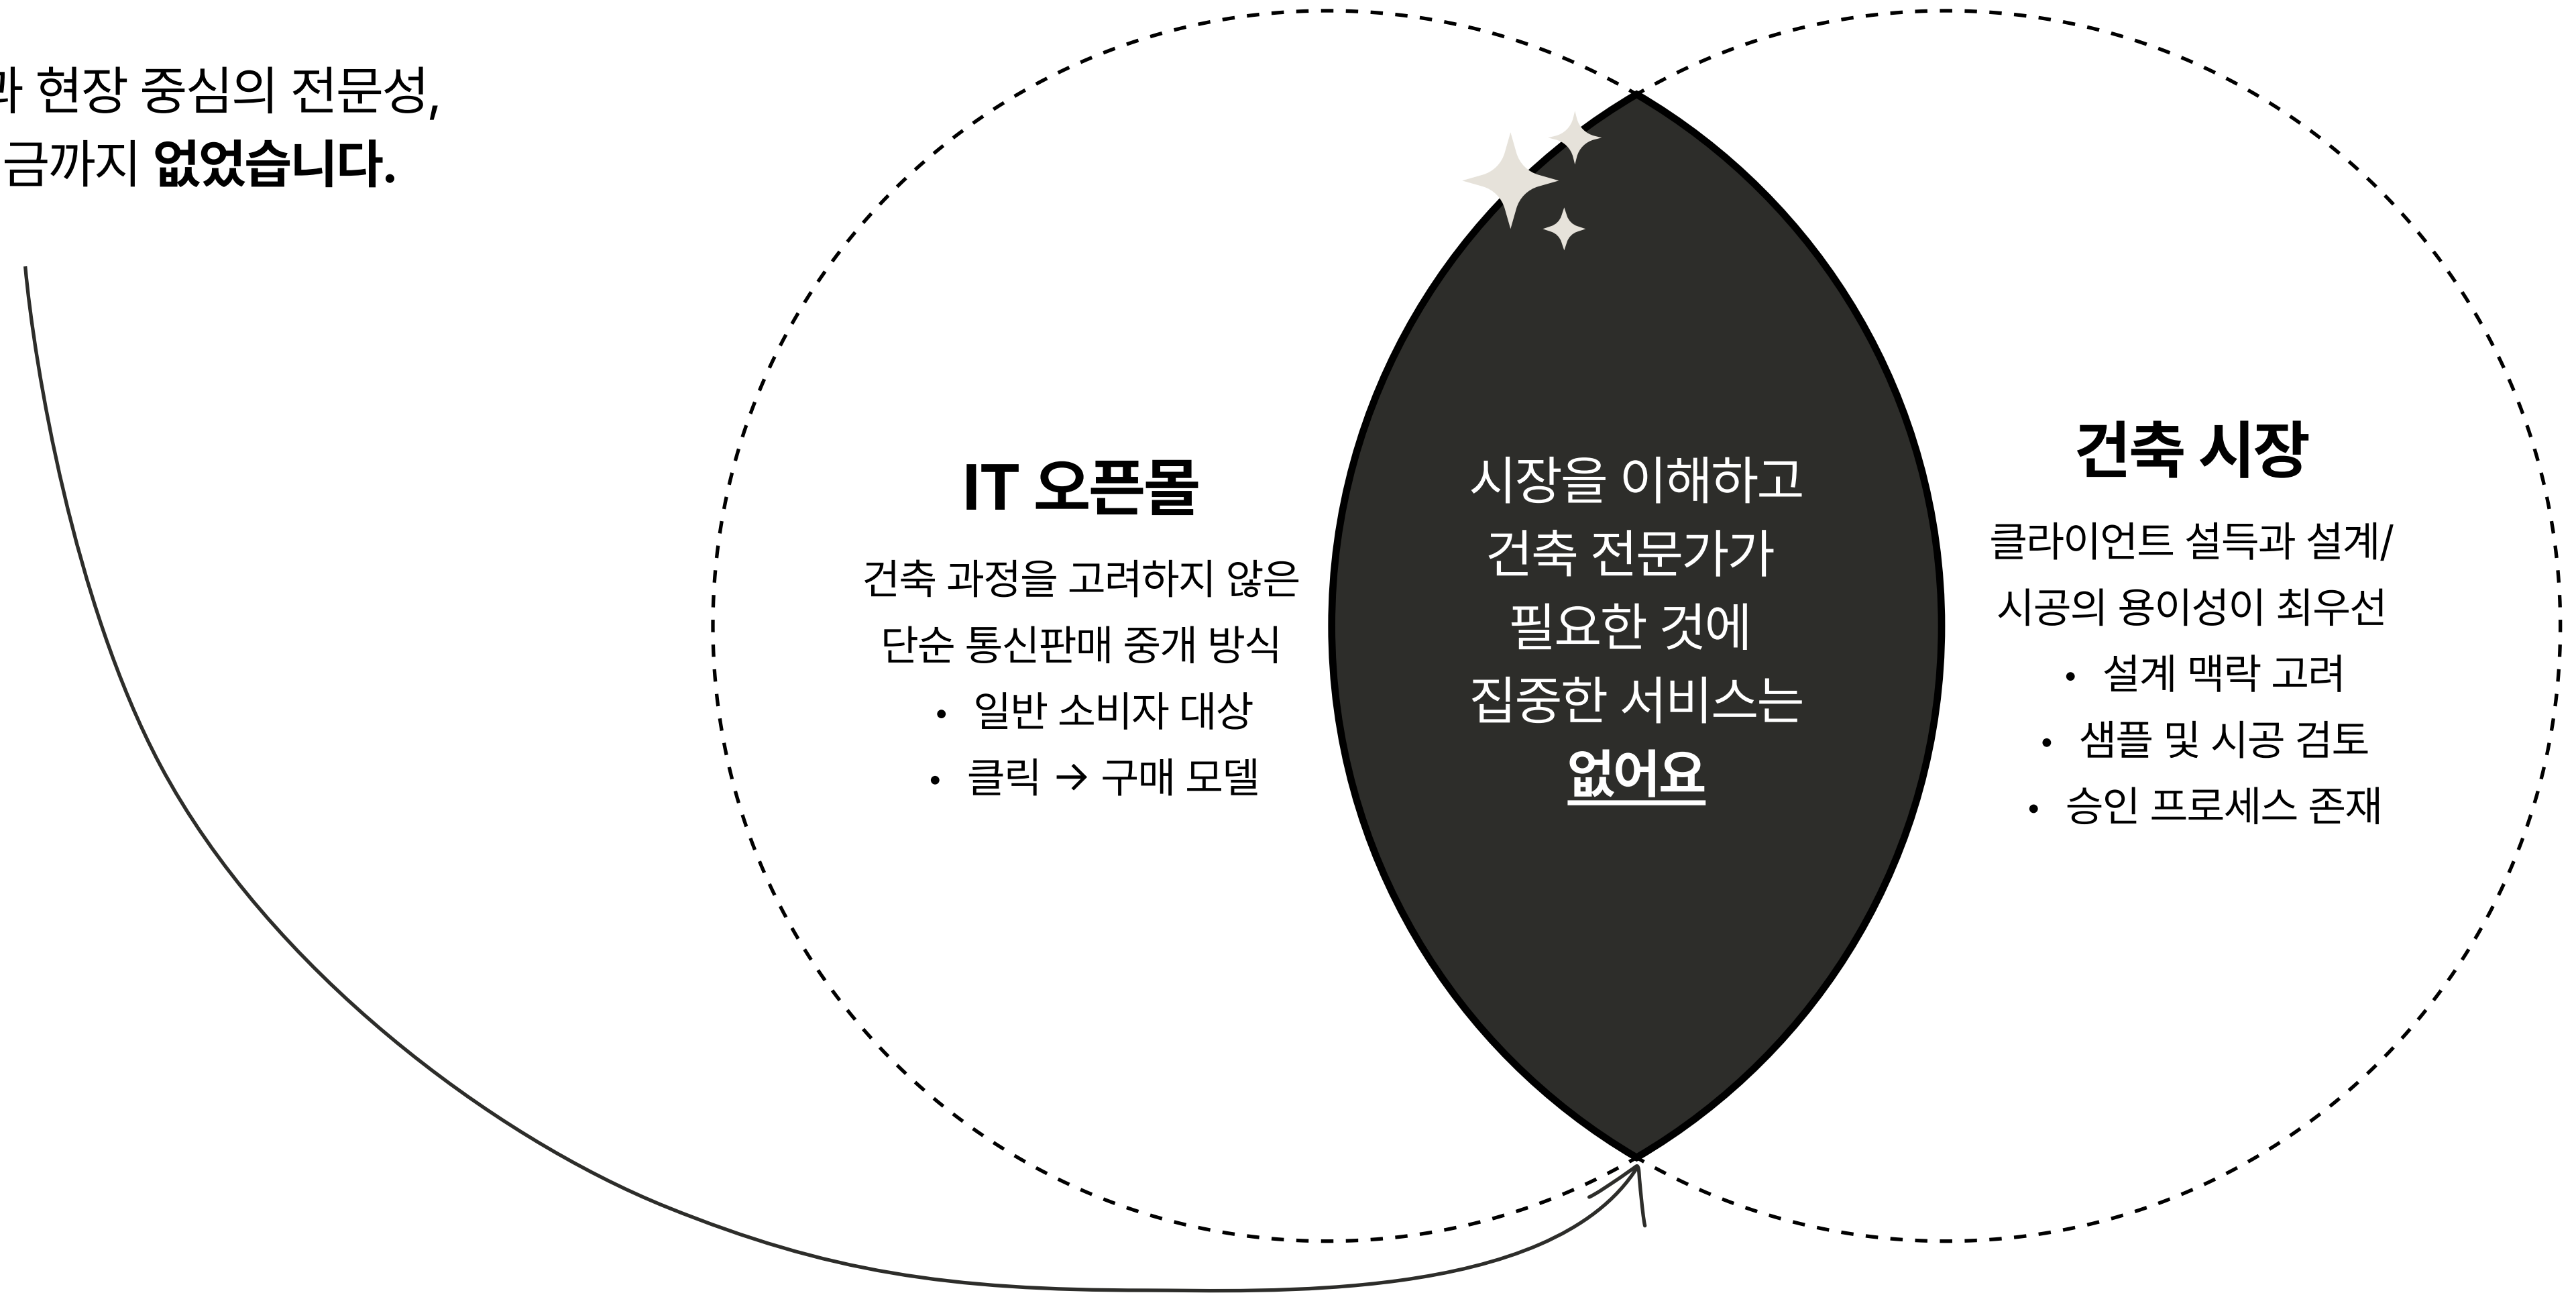 현장 중심의 전문성,
금까지 없었습니다.
IT 오픈몰
건축 과정을 고려하지 않은
단순 통신판매 중개 방식
• 일반 소비자 대상
• 클릭 → 구매 모델
시장을 이해하고
건축 전문가가
필요한 것에
집중한 서비스는
없어요
건축 시장
클라이언트 설득과 설계/
시공의 용이성이 최우선
• 설계 맥락 고려
• 샘플 및 시공 검토
• 승인 프로세스 존재